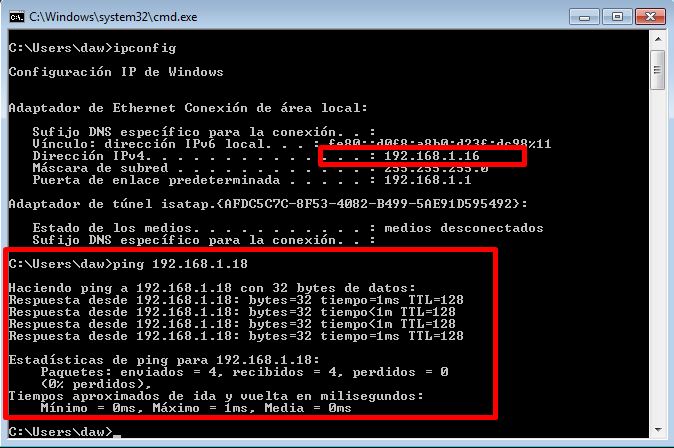 C:\Windows\system32\cmd.exe
C:\Users\daw>ipconfig
Configuración IP de Windows
Adaptador de Ethernet Conexión de área local:
Sufijo DNS específico para la conexión. . :
Vínculo: dirección IPv6 local. . . : fe80::d0f8:a8b0:d23f:dc98%11
Dirección IPv4. . . . . . . . . . . . . . : 192.168.1.16
Máscara de subred . . . . . . . . . . . . : 255.255.255.0
Puerta de enlace predeterminada . . . . . : 192.168.1.1
Adaptador de túnel isatap.{AFDC5C7C-8F53-4082-B499-5AE91D595492}:
Estado de los medios. . . . . . . . . . . : medios desconectados
Sufijo DNS específico para la conexión. . :
C:\Users\daw>ping 192.168.1.18
Haciendo ping a 192.168.1.18 con 32 bytes de datos:
Respuesta desde 192.168.1.18: bytes=32 tiempo=1ms TTL=128
Respuesta desde 192.168.1.18: bytes=32 tiempo<1m TTL=128
Respuesta desde 192.168.1.18: bytes=32 tiempo<1m TTL=128
Respuesta desde 192.168.1.18: bytes=32 tiempo=1ms TTL=128
Estadísticas de ping para 192.168.1.18:
Paquetes: enviados = 4, recibidos = 4, perdidos = 0
(0% perdidos),
Tiempos aproximados de ida y vuelta en milisegundos:
Mínimo = 0ms, Máximo = 1ms, Media = 0ms
C:\Users\daw>_